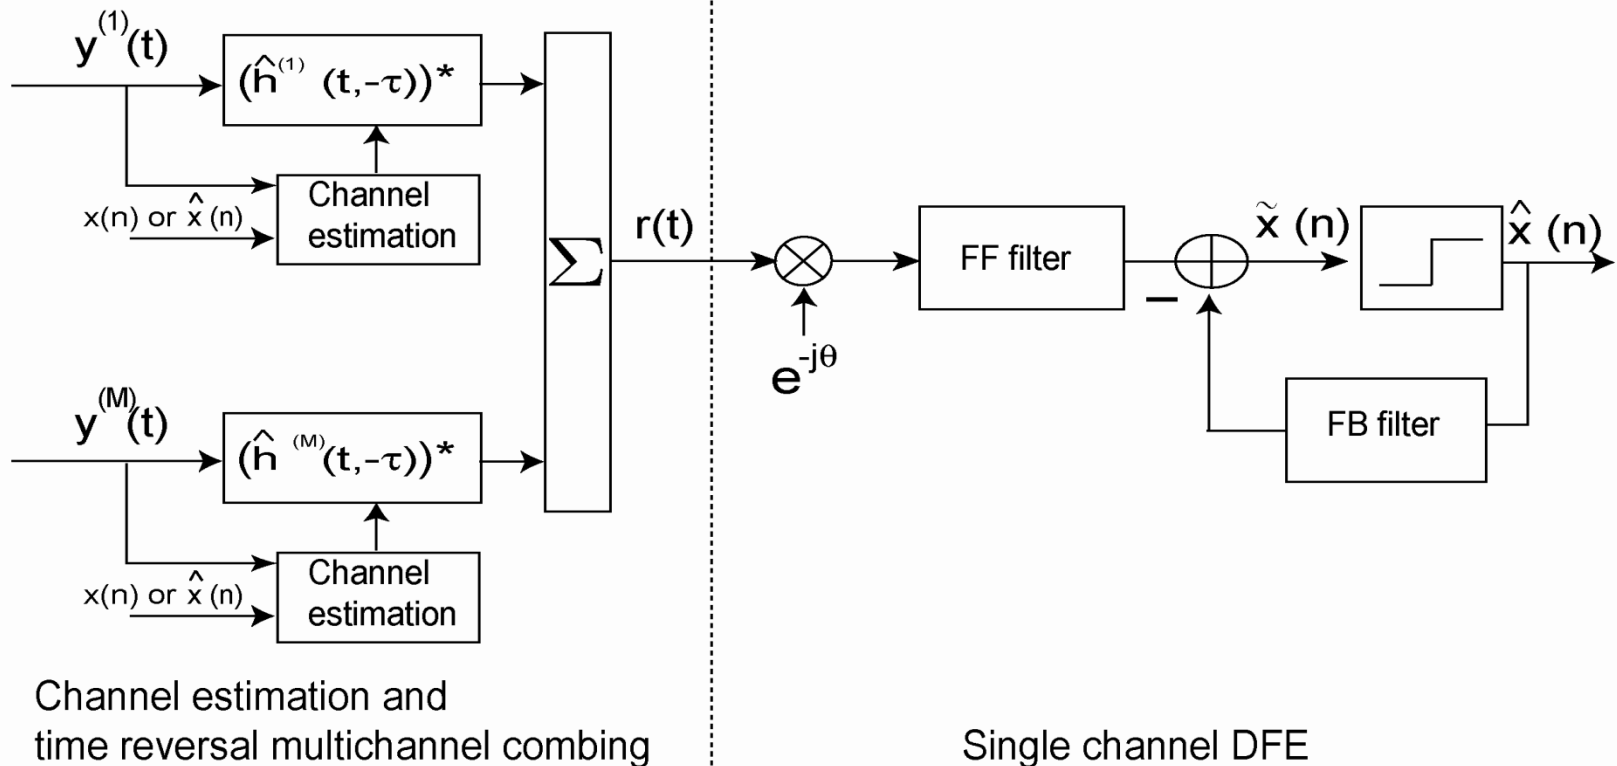 y^(1)(t)
(ĥ^(1) (t,-τ))*
Channel
estimation
x(n) or x̂ (n)
y^(M)(t)
(ĥ ^(M)(t,-τ))*
Channel
estimation
x(n) or x̂ (n)
Σ
r(t)
e^-jθ
FF filter
−
x̃ (n)
x̂ (n)
FB filter
Channel estimation and
time reversal multichannel combing
Single channel DFE